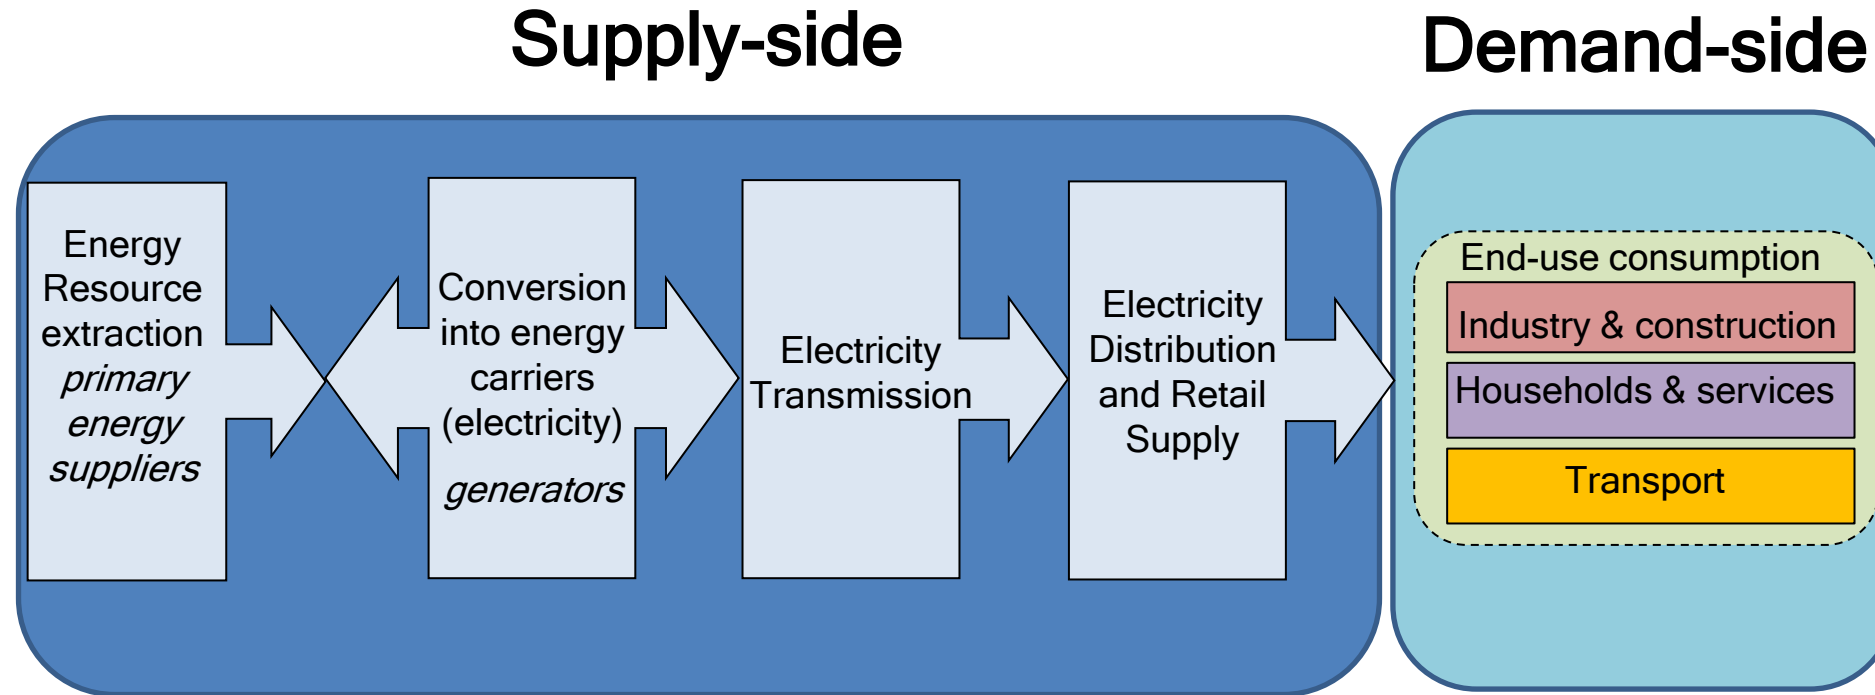 Supply-side
Demand-side
Energy
Resource
extraction
primary
energy
suppliers
Conversion
into energy
carriers
(electricity)
generators
Electricity
Transmission
Electricity
Distribution
and Retail
Supply
End-use consumption
Industry & construction
Households & services
Transport